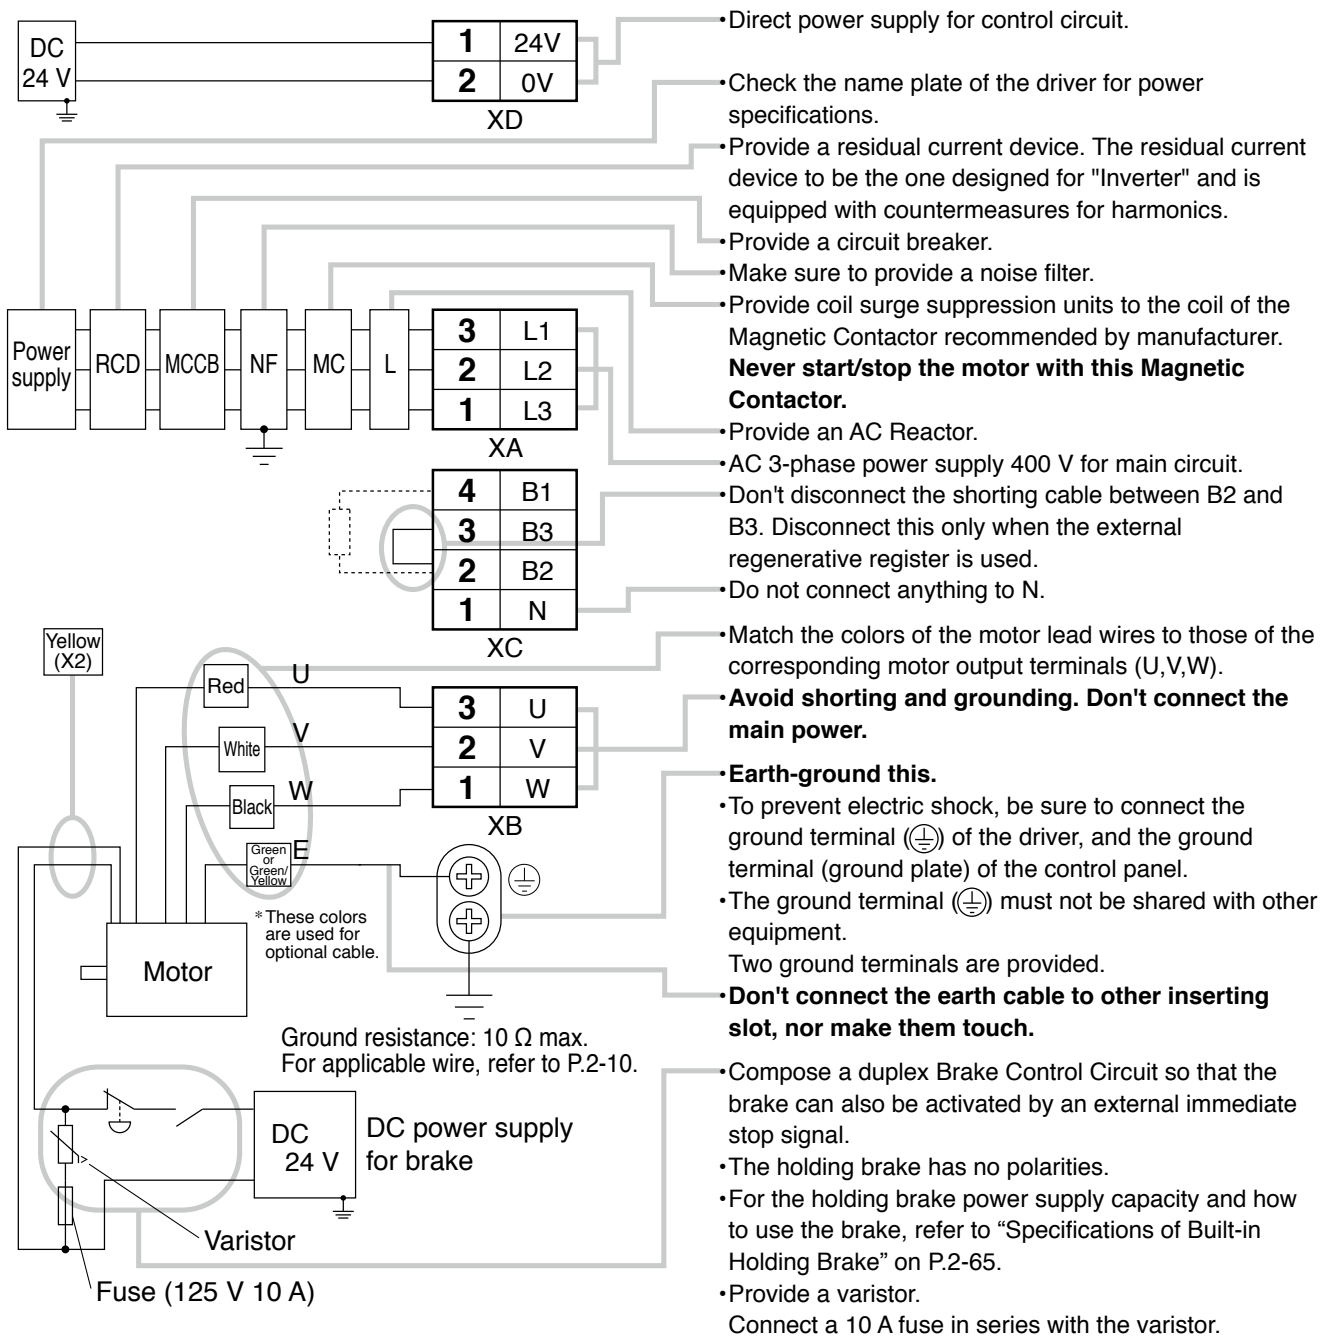 DC
24 V
1 24V
2 0V
XD
•Direct power supply for control circuit.
•Check the name plate of the driver for power
specifications.
•Provide a residual current device. The residual current
device to be the one designed for "Inverter" and is
equipped with countermeasures for harmonics.
•Provide a circuit breaker.
•Make sure to provide a noise filter.
•Provide coil surge suppression units to the coil of the
Magnetic Contactor recommended by manufacturer.
Never start/stop the motor with this Magnetic
Contactor.
•Provide an AC Reactor.
•AC 3-phase power supply 400 V for main circuit.
•Don't disconnect the shorting cable between B2 and
B3. Disconnect this only when the external
regenerative register is used.
•Do not connect anything to N.
•Match the colors of the motor lead wires to those of the
corresponding motor output terminals (U,V,W).
•Avoid shorting and grounding. Don't connect the
main power.
•Earth-ground this.
•To prevent electric shock, be sure to connect the
ground terminal (⏚) of the driver, and the ground
terminal (ground plate) of the control panel.
•The ground terminal (⏚) must not be shared with other
equipment.
Two ground terminals are provided.
•Don't connect the earth cable to other inserting
slot, nor make them touch.
•Compose a duplex Brake Control Circuit so that the
brake can also be activated by an external immediate
stop signal.
•The holding brake has no polarities.
•For the holding brake power supply capacity and how
to use the brake, refer to “Specifications of Built-in
Holding Brake” on P.2-65.
•Provide a varistor.
Connect a 10 A fuse in series with the varistor.
Power
supply
RCD
MCCB
NF
MC
L
3 L1
2 L2
1 L3
XA
4 B1
3 B3
2 B2
1 N
XC
Yellow
(X2)
Red
U
White
V
Black
W
Green
or
Green/
Yellow
E
3 U
2 V
1 W
XB
* These colors
are used for
optional cable.
Motor
Ground resistance: 10 Ω max.
For applicable wire, refer to P.2-10.
DC
24 V
DC power supply
for brake
Varistor
Fuse (125 V 10 A)